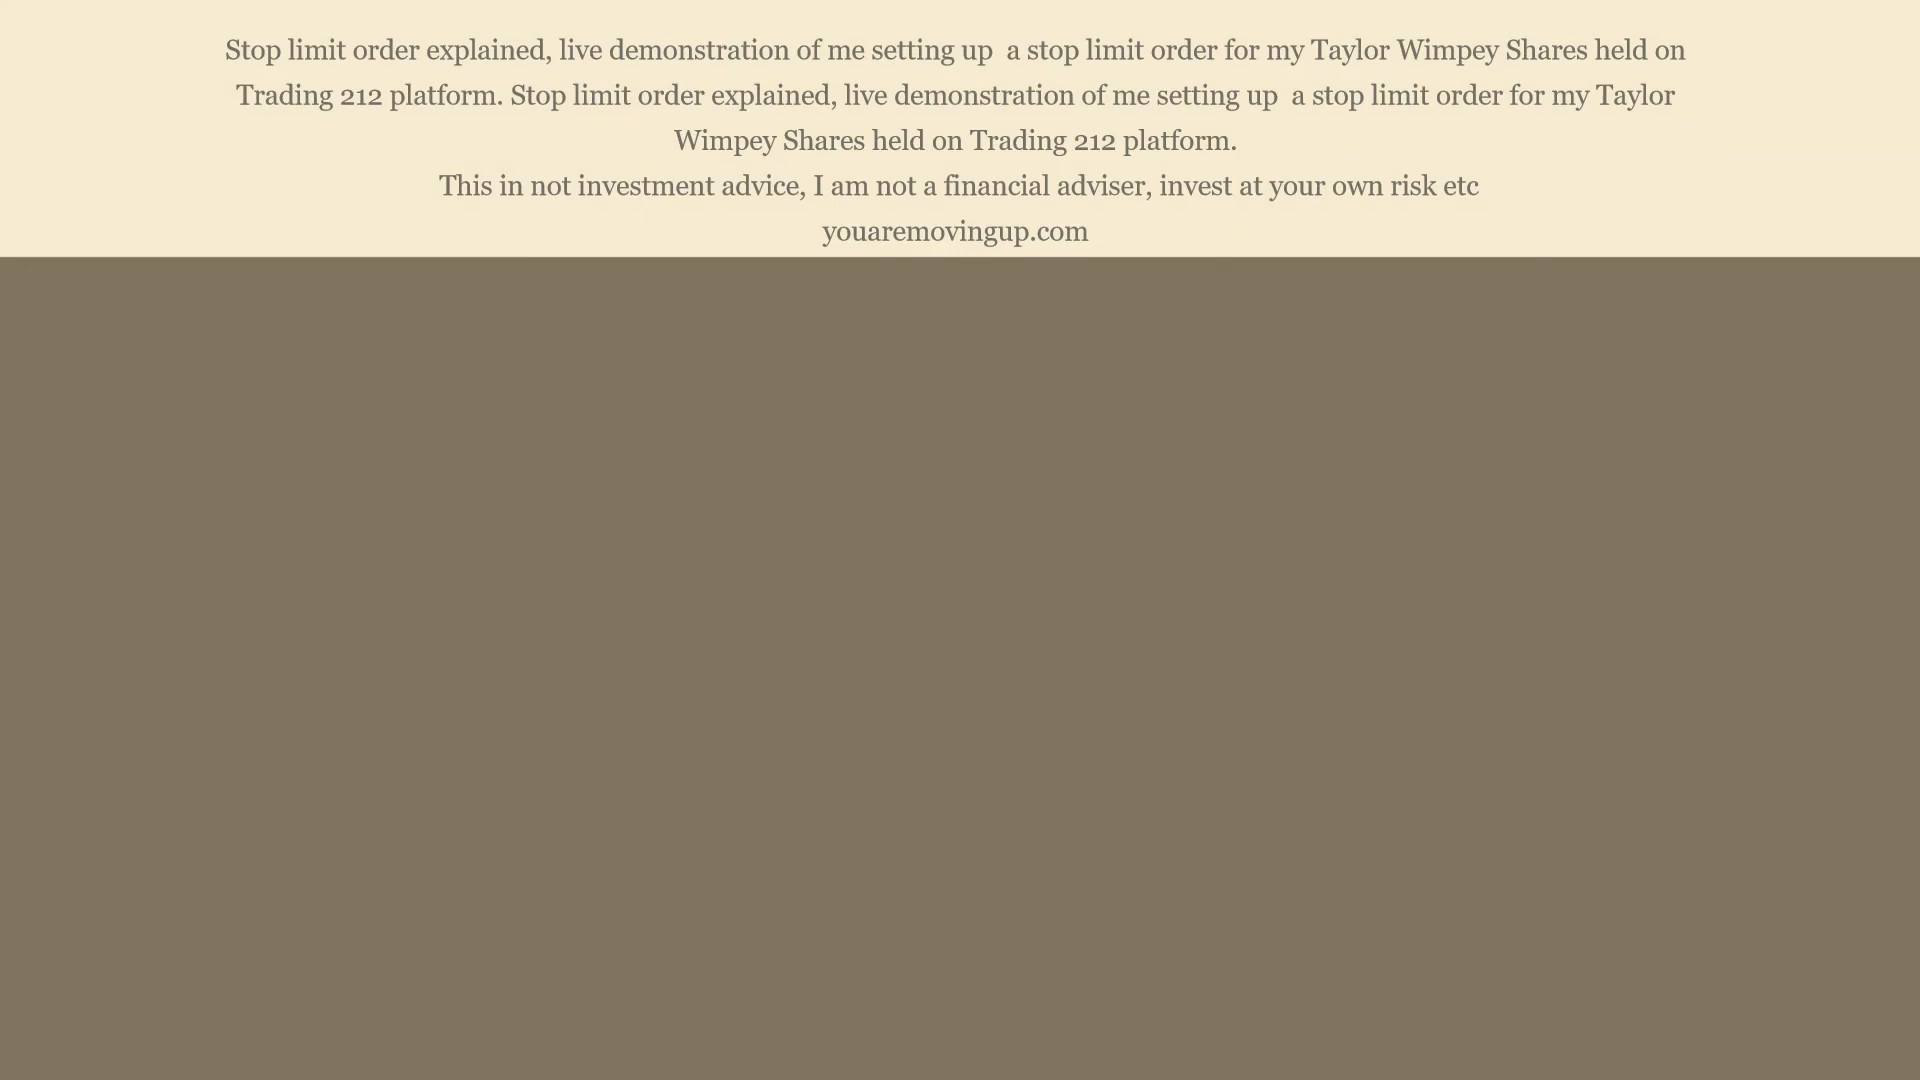 Stop limit order explained, live demonstration of me setting up  a stop limit order for my Taylor Wimpey Shares held on
Trading 212 platform. Stop limit order explained, live demonstration of me setting up  a stop limit order for my Taylor
Wimpey Shares held on Trading 212 platform.
This in not investment advice, I am not a financial adviser, invest at your own risk etc
youaremovingup.com